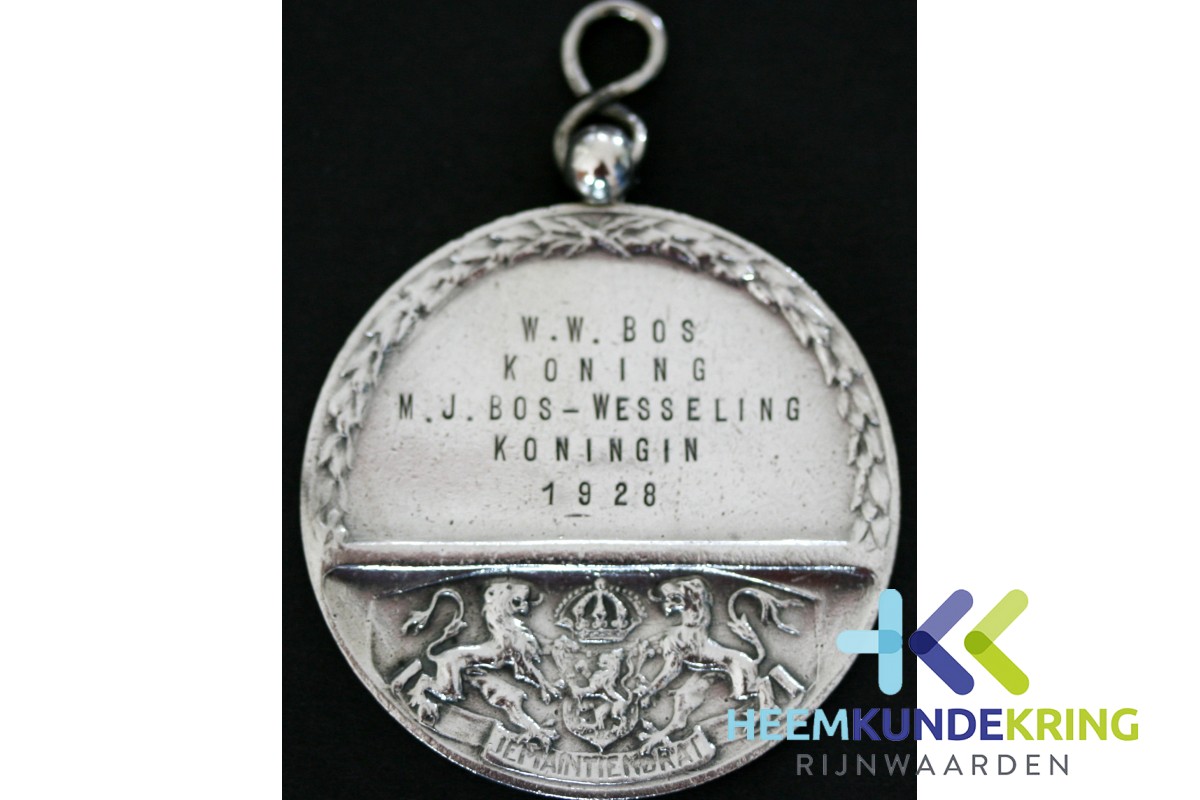 W.W. BOS
KONING
M.J. BOS-WESSELING
KONINGIN
1928
JE MAINTIENDRAI
HEEMKUNDEKRING
RIJNWAARDEN